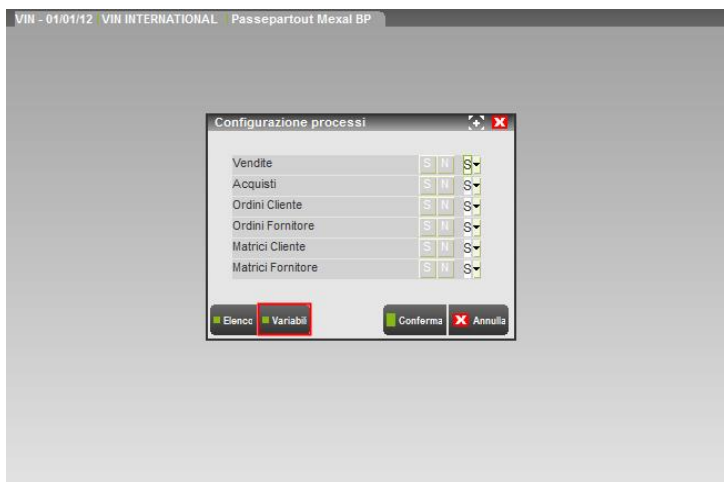 VIN - 01/01/12 VIN INTERNATIONAL Passepartout Mexal BP
Configurazione processi
Vendite S N S
Acquisti S N S
Ordini Cliente S N S
Ordini Fornitore S N S
Matrici Cliente S N S
Matrici Fornitore S N S
Elenco Variabil Conferma Annulla